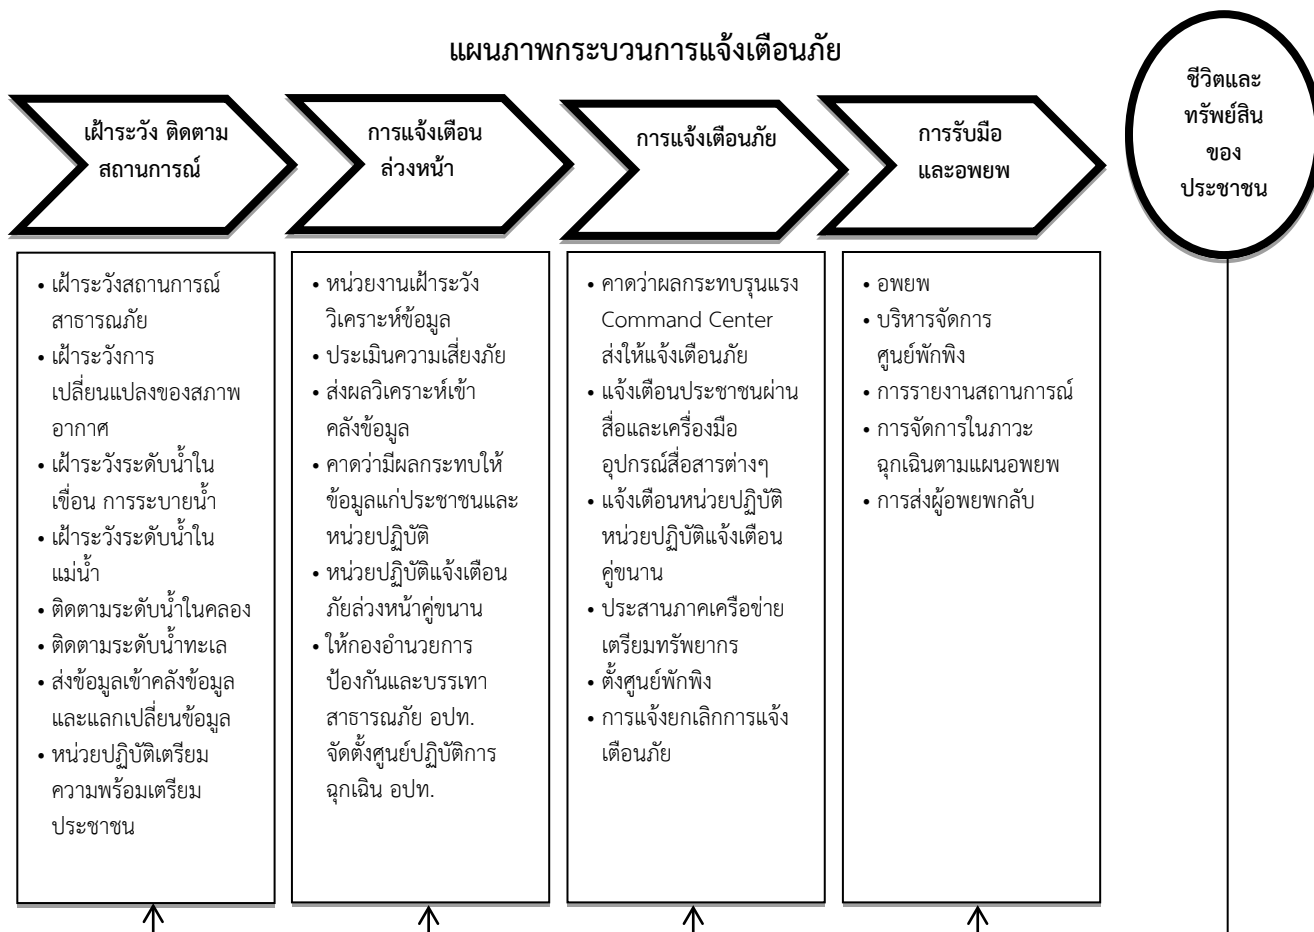 แผนภาพกระบวนการแจ้งเตือนภัย
เฝ้าระวัง ติดตาม
สถานการณ์
การแจ้งเตือน
ล่วงหน้า
การแจ้งเตือนภัย
การรับมือ
และอพยพ
ชีวิตและ
ทรัพย์สิน
ของ
ประชาชน
• เฝ้าระวังสถานการณ์
สาธารณภัย
• เฝ้าระวังการ
เปลี่ยนแปลงของสภาพ
อากาศ
• เฝ้าระวังระดับน้ำใน
เขื่อน การระบายน้ำ
• เฝ้าระวังระดับน้ำใน
แม่น้ำ
• ติดตามระดับน้ำในคลอง
• ติดตามระดับน้ำทะเล
• ส่งข้อมูลเข้าคลังข้อมูล
และแลกเปลี่ยนข้อมูล
• หน่วยปฏิบัติเตรียม
ความพร้อมเตรียม
ประชาชน
• หน่วยงานเฝ้าระวัง
วิเคราะห์ข้อมูล
• ประเมินความเสี่ยงภัย
• ส่งผลวิเคราะห์เข้า
คลังข้อมูล
• คาดว่ามีผลกระทบให้
ข้อมูลแก่ประชาชนและ
หน่วยปฏิบัติ
• หน่วยปฏิบัติแจ้งเตือน
ภัยล่วงหน้าคู่ขนาน
• ให้กองอำนวยการ
ป้องกันและบรรเทา
สาธารณภัย อปท.
จัดตั้งศูนย์ปฏิบัติการ
ฉุกเฉิน อปท.
• คาดว่าผลกระทบรุนแรง
Command Center
ส่งให้แจ้งเตือนภัย
• แจ้งเตือนประชาชนผ่าน
สื่อและเครื่องมือ
อุปกรณ์สื่อสารต่างๆ
• แจ้งเตือนหน่วยปฏิบัติ
หน่วยปฏิบัติแจ้งเตือน
คู่ขนาน
• ประสานภาคเครือข่าย
เตรียมทรัพยากร
• ตั้งศูนย์พักพิง
• การแจ้งยกเลิกการแจ้ง
เตือนภัย
• อพยพ
• บริหารจัดการ
ศูนย์พักพิง
• การรายงานสถานการณ์
• การจัดการในภาวะ
ฉุกเฉินตามแผนอพยพ
• การส่งผู้อพยพกลับ